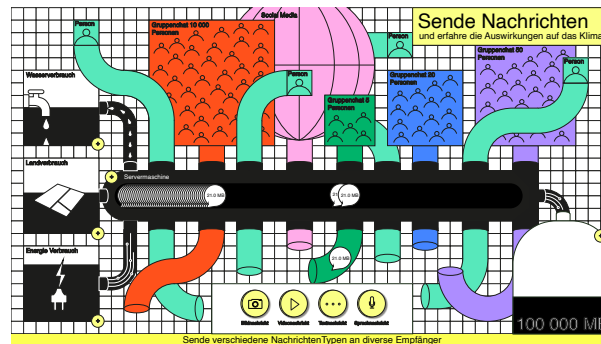 Sende Nachrichten
und erfahre die Auswirkungen auf das Klima
Person
Gruppenchat 10 000
Personen
Social Media
Person
Gruppenchat 50
Personen
Person
Person
Gruppenchat 20
Personen
Gruppenchat 5
Personen
Wasserverbrauch
Landverbrauch
Energie Verbrauch
Servermaschine
21.0 MB
21.0 MB
21.0 MB
Bildnachricht
Videonachricht
Textnachricht
Sprachnachricht
100 000 MB
Sende verschiedene NachrichtenTypen an diverse Empfänger